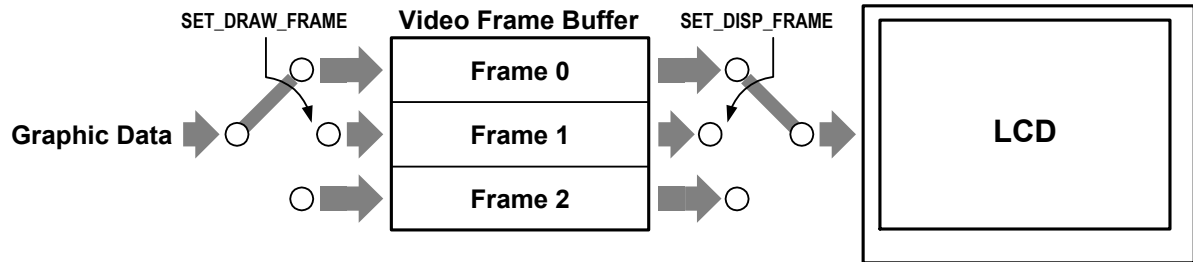 SET_DRAW_FRAME
Video Frame Buffer
SET_DISP_FRAME
Frame 0
Graphic Data
Frame 1
LCD
Frame 2